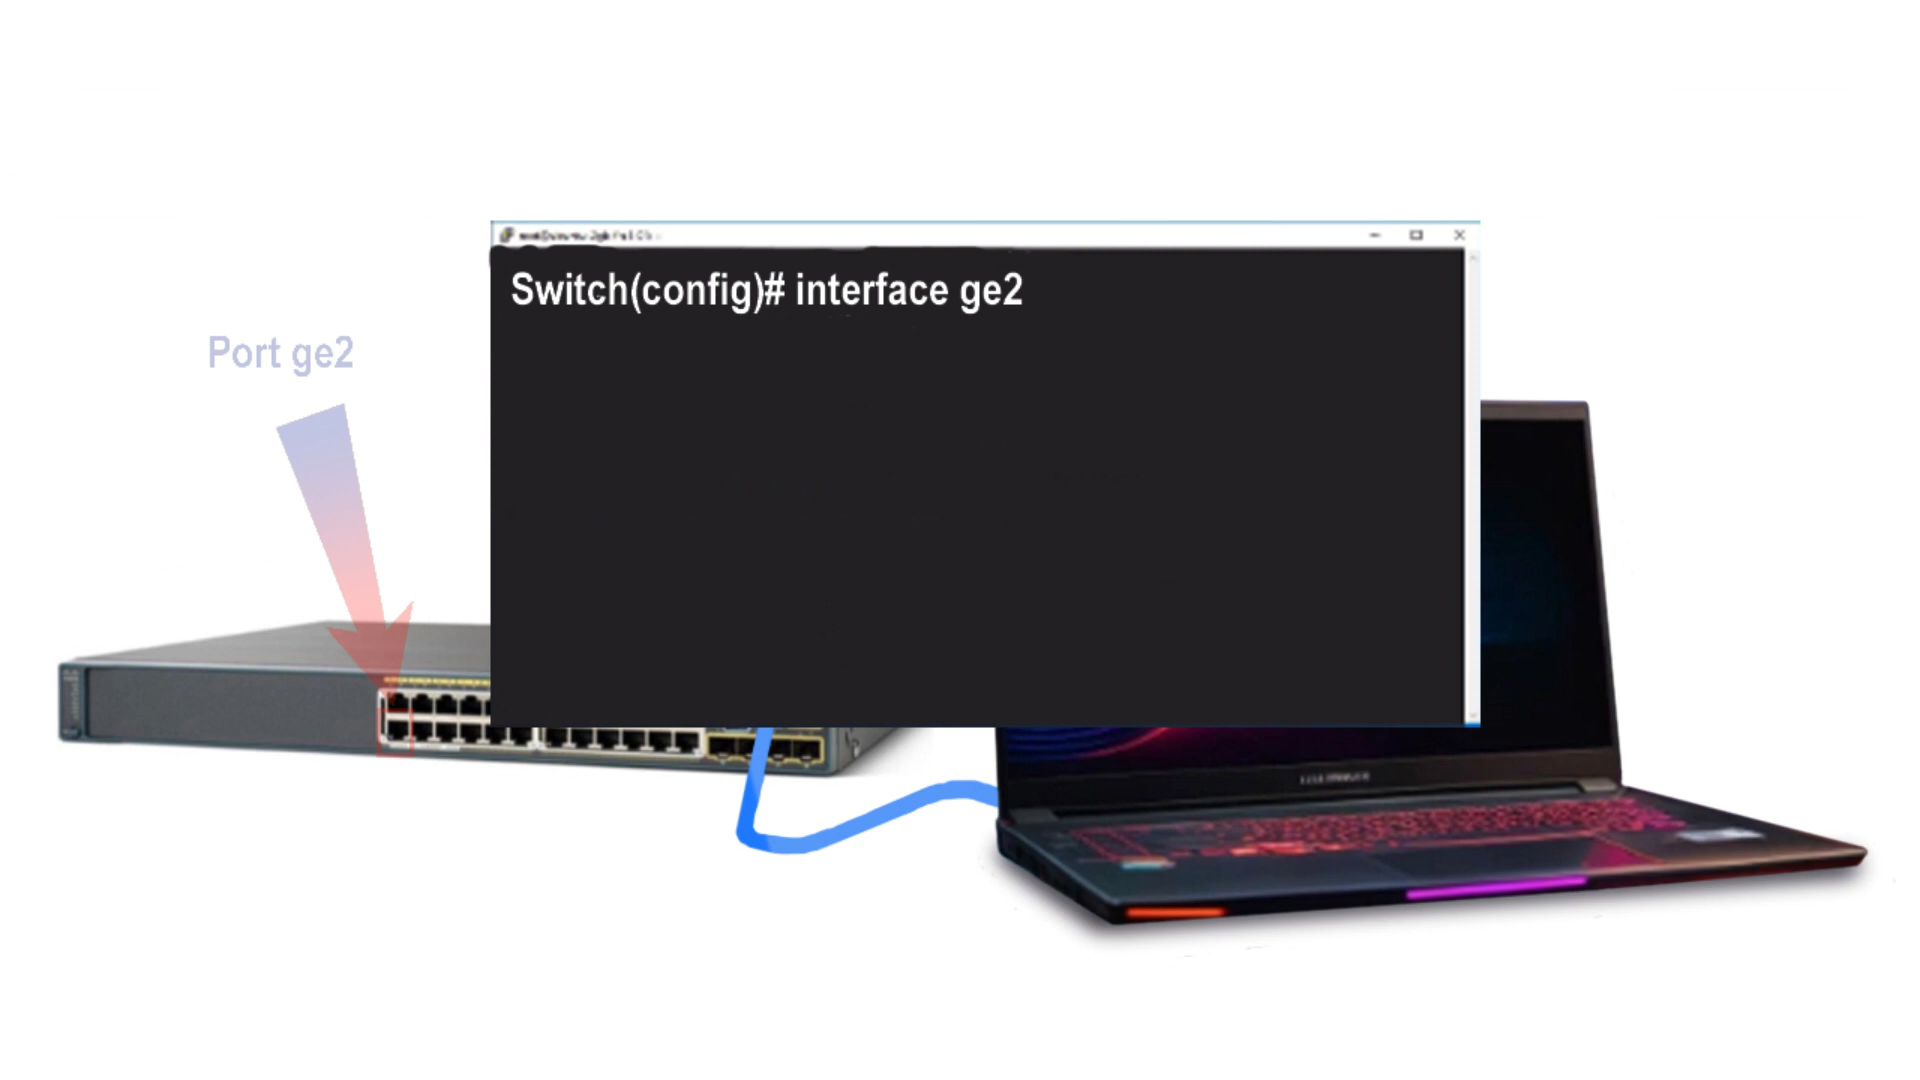 Switch(config)# interface ge2
Port ge2